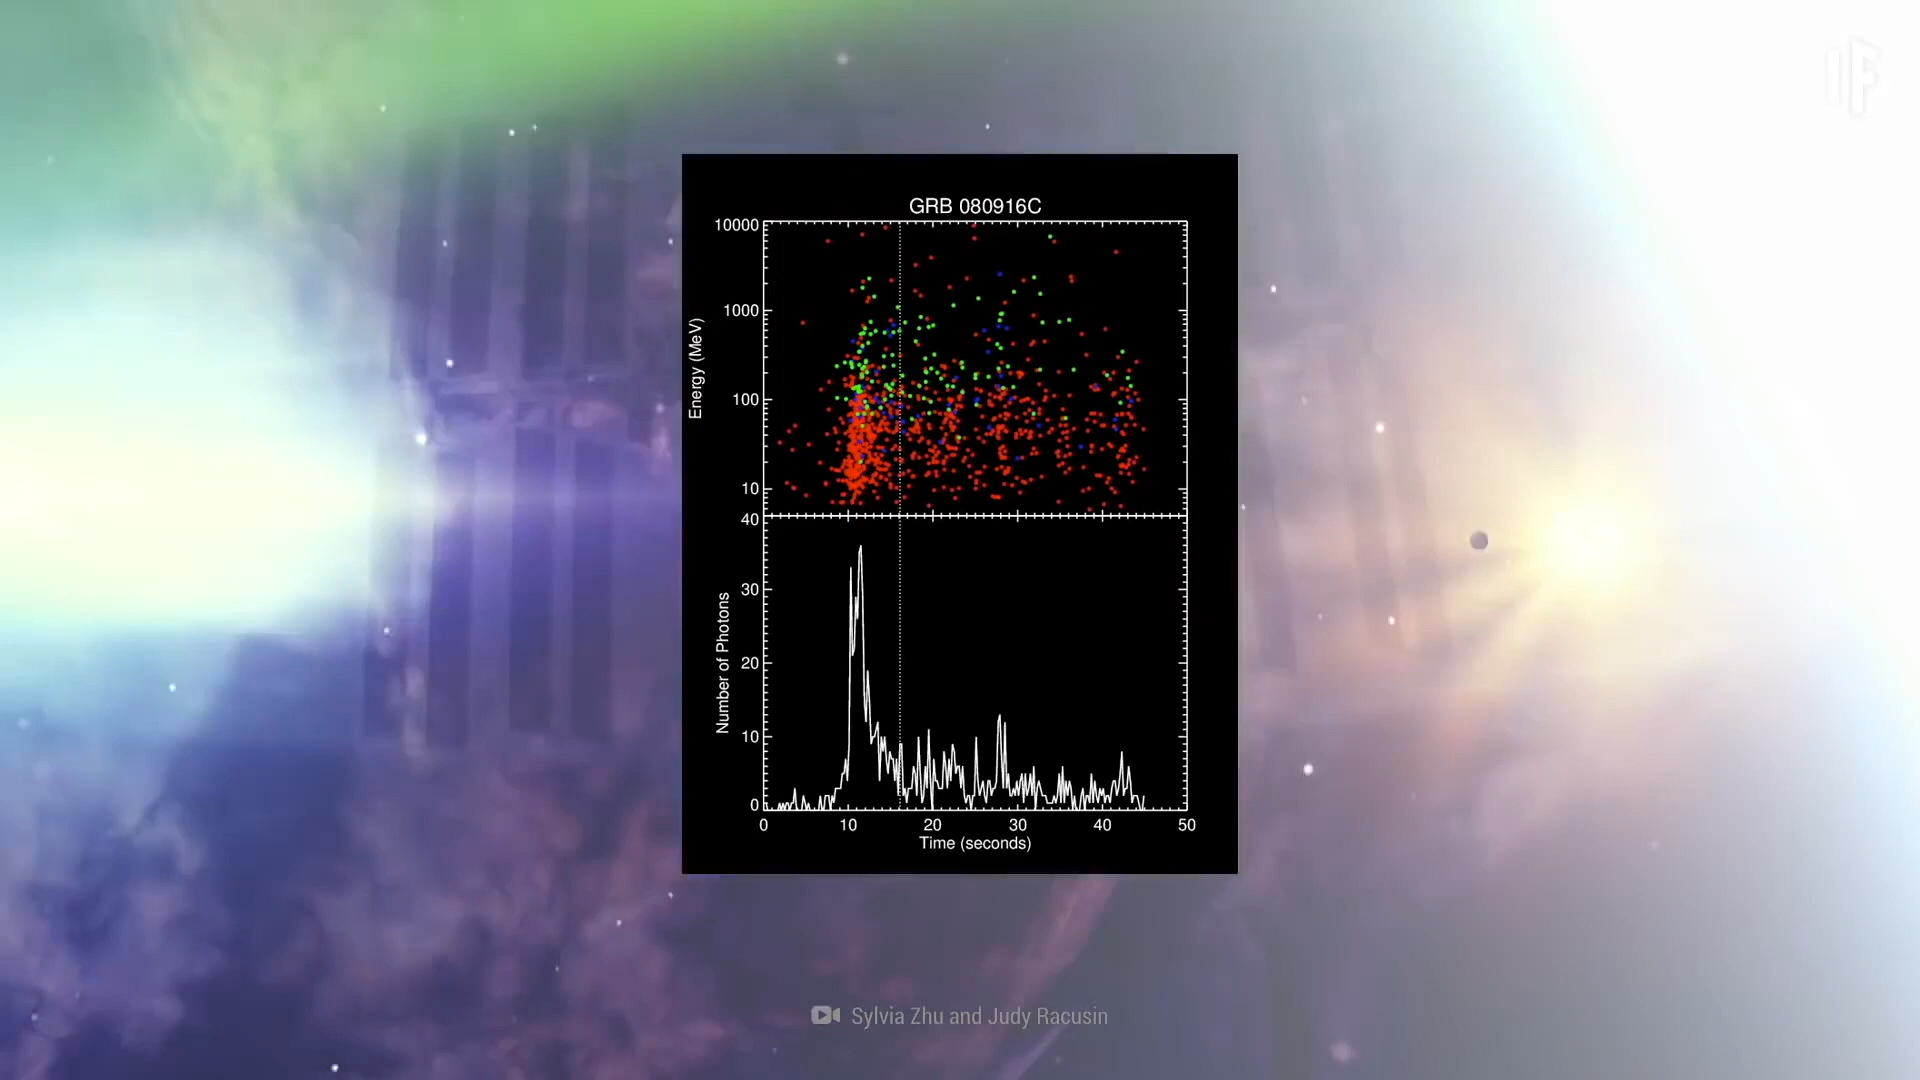 IF
GRB 080916C
10000
1000
100
10
Energy (MeV)
40
30
20
10
0
Number of Photons
0 10 20 30 40 50
Time (seconds)
Sylvia Zhu and Judy Racusin